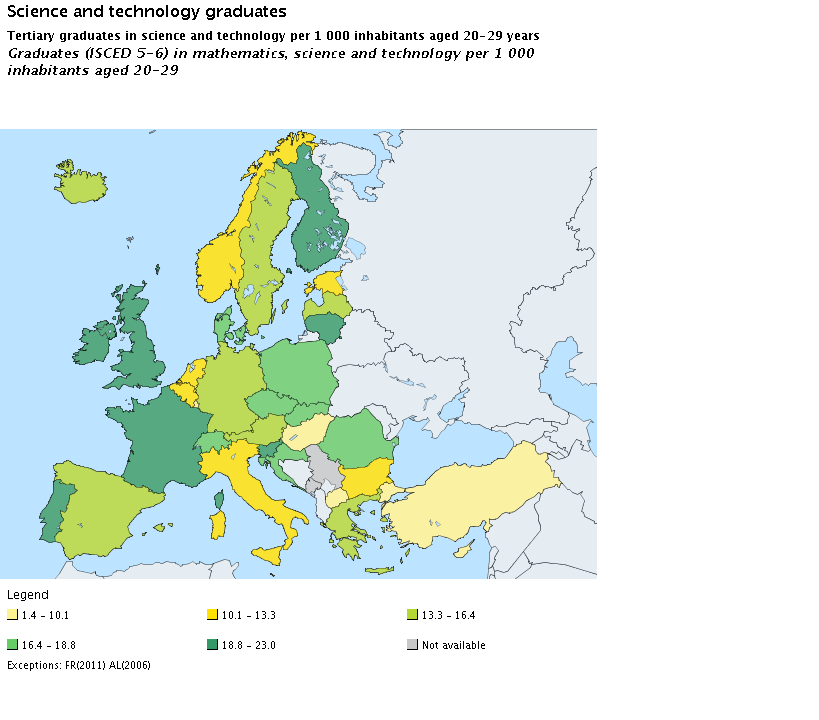 Science and technology graduates
Tertiary graduates in science and technology per 1 000 inhabitants aged 20-29 years
Graduates (ISCED 5-6) in mathematics, science and technology per 1 000
inhabitants aged 20-29
Legend
1.4 - 10.1
10.1 - 13.3
13.3 - 16.4
16.4 - 18.8
18.8 - 23.0
Not available
Exceptions: FR(2011) AL(2006)